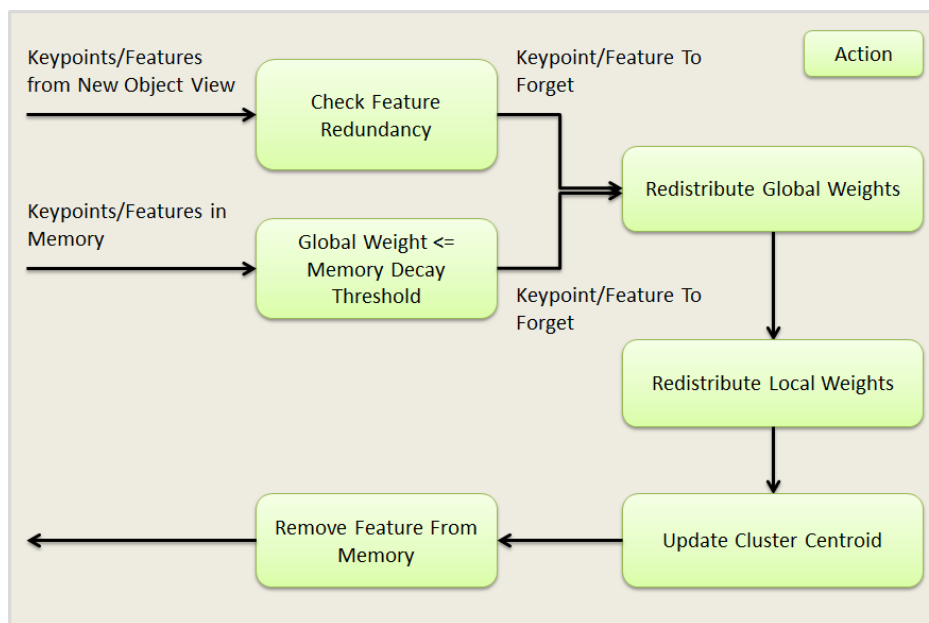 Keypoints/Features
from New Object View
Check Feature
Redundancy
Keypoint/Feature To
Forget
Action
Redistribute Global Weights
Keypoints/Features in
Memory
Global Weight <=
Memory Decay
Threshold
Keypoint/Feature To
Forget
Redistribute Local Weights
Update Cluster Centroid
Remove Feature From
Memory